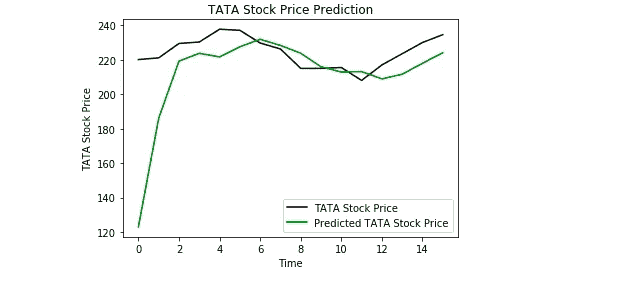 TATA Stock Price Prediction
240
220
200
180
160
140
120
TATA Stock Price
TATA Stock Price
Predicted TATA Stock Price
0 2 4 6 8 10 12 14
Time